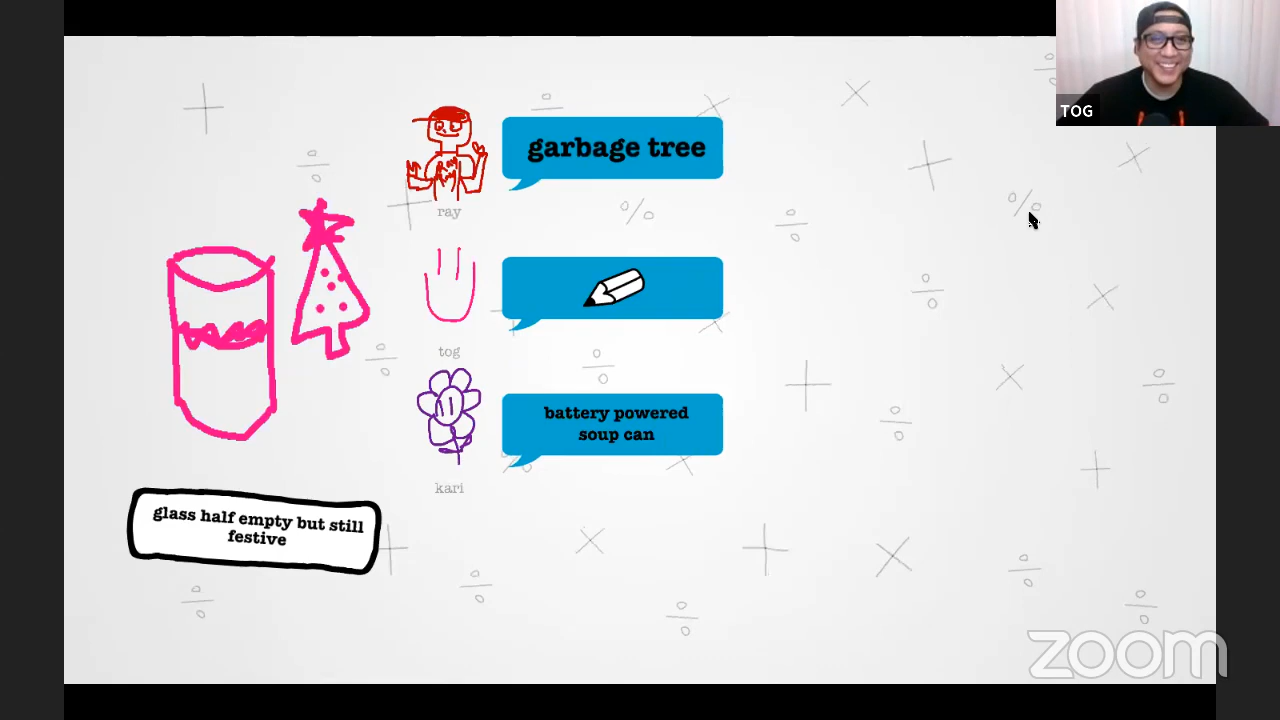 TOG
garbage tree
ray
tog
battery powered
soup can
kari
glass half empty but still
festive
zoom